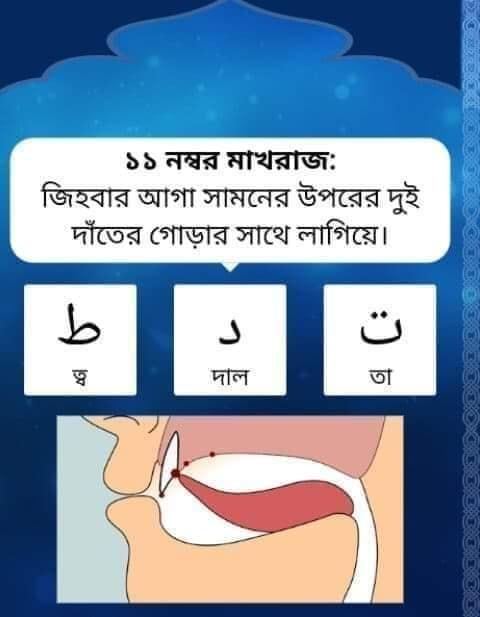 ১১ নম্বর মাখরাজ:
জিহবার আগা সামনের উপরের দুই
দাঁতের গোড়ার সাথে লাগিয়ে।
ط د ت
ত্ব দাল তা